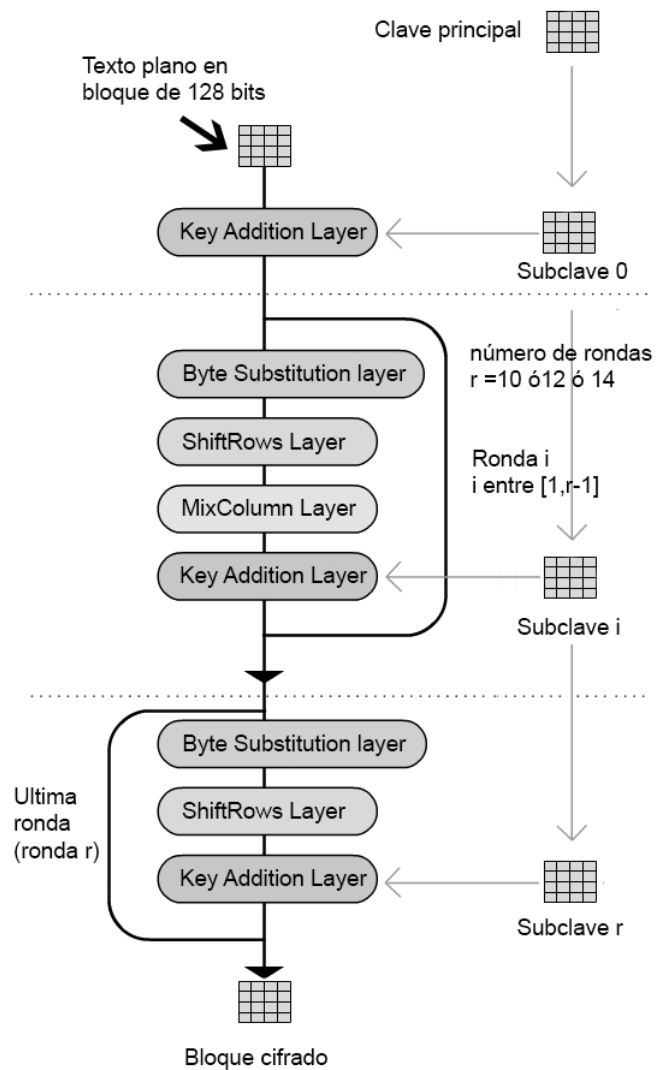 Clave principal
Texto plano en
bloque de 128 bits
Key Addition Layer
Subclave 0
Byte Substitution layer
número de rondas
r =10 ó12 ó 14
ShiftRows Layer
Ronda i
i entre [1,r-1]
MixColumn Layer
Key Addition Layer
Subclave i
Byte Substitution layer
Ultima
ronda
(ronda r)
ShiftRows Layer
Key Addition Layer
Subclave r
Bloque cifrado